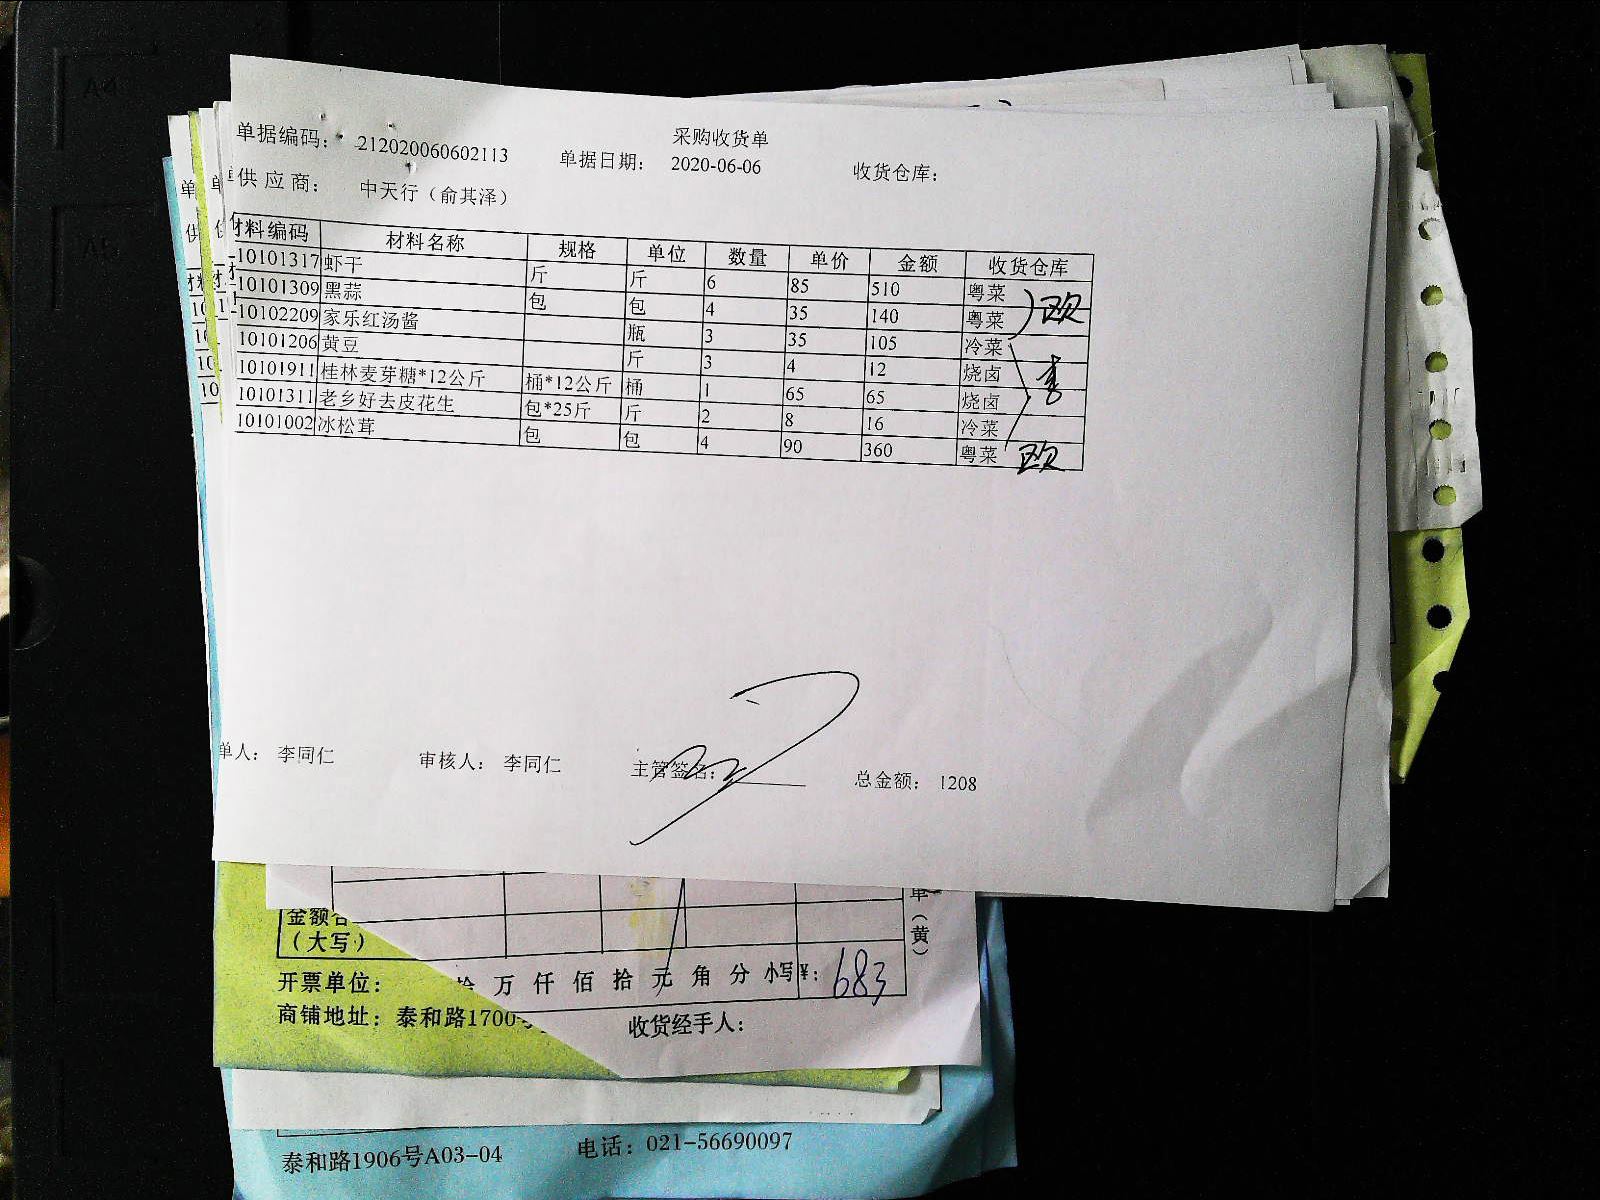 采购收货单
单据编码: 212020060602113 单据日期: 2020-06-06 收货仓库:
供应商: 中天行（俞其泽）
材料编码 材料名称 规格 单位 数量 单价 金额 收货仓库
10101317 虾干 斤 斤 6 85 510 粤菜
10101309 黑蒜 包 包 4 35 140 粤菜 欧
10102209 家乐红汤酱 瓶 3 35 105 冷菜
10101206 黄豆 斤 3 4 12 烧卤
10101911 桂林麦芽糖*12公斤 桶*12公斤 桶 1 65 65 烧卤
10101311 老乡好去皮花生 包*25斤 斤 2 8 16 冷菜
10101002 冰松茸 包 包 4 90 360 粤菜 欧
单人: 李同仁 审核人: 李同仁 主管签名: 总金额: 1208
金额合
（大写）
单（黄）
开票单位: 拾 万 仟 佰 拾 元 角 分 小写¥: 683
商铺地址: 泰和路1700号 收货经手人:
泰和路1906号A03-04 电话: 021-56690097